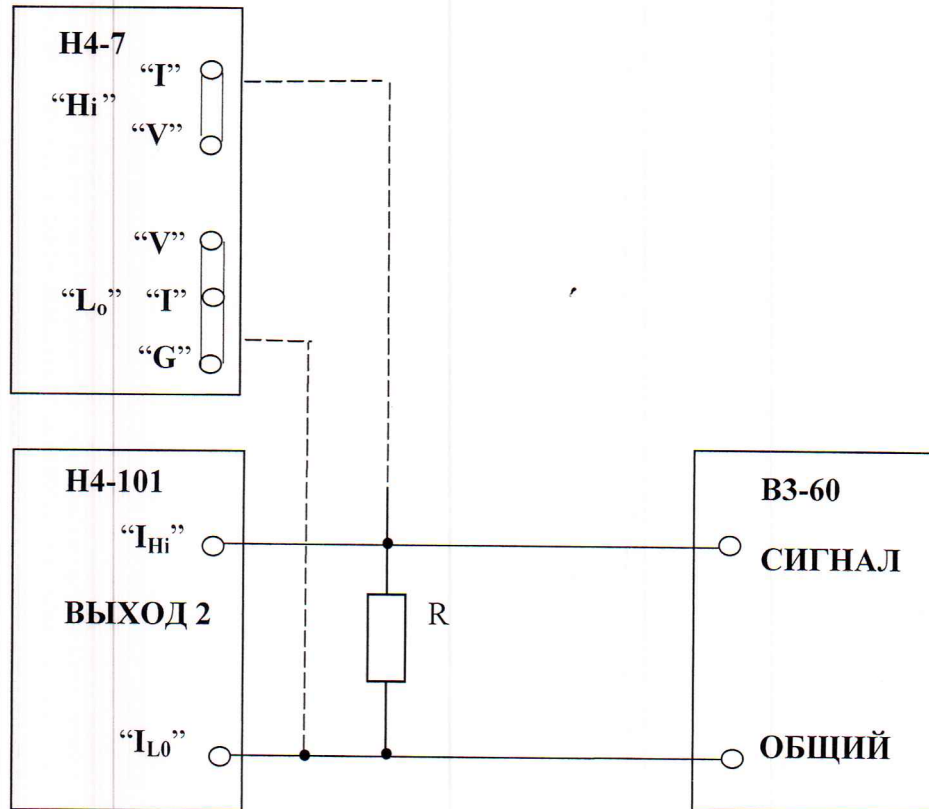 Н4-7
“I”
“Hi”
“V”
“V”
“Lo” “I”
“G”
Н4-101
“IHi”
ВЫХОД 2
“IL0”
R
В3-60
СИГНАЛ
ОБЩИЙ